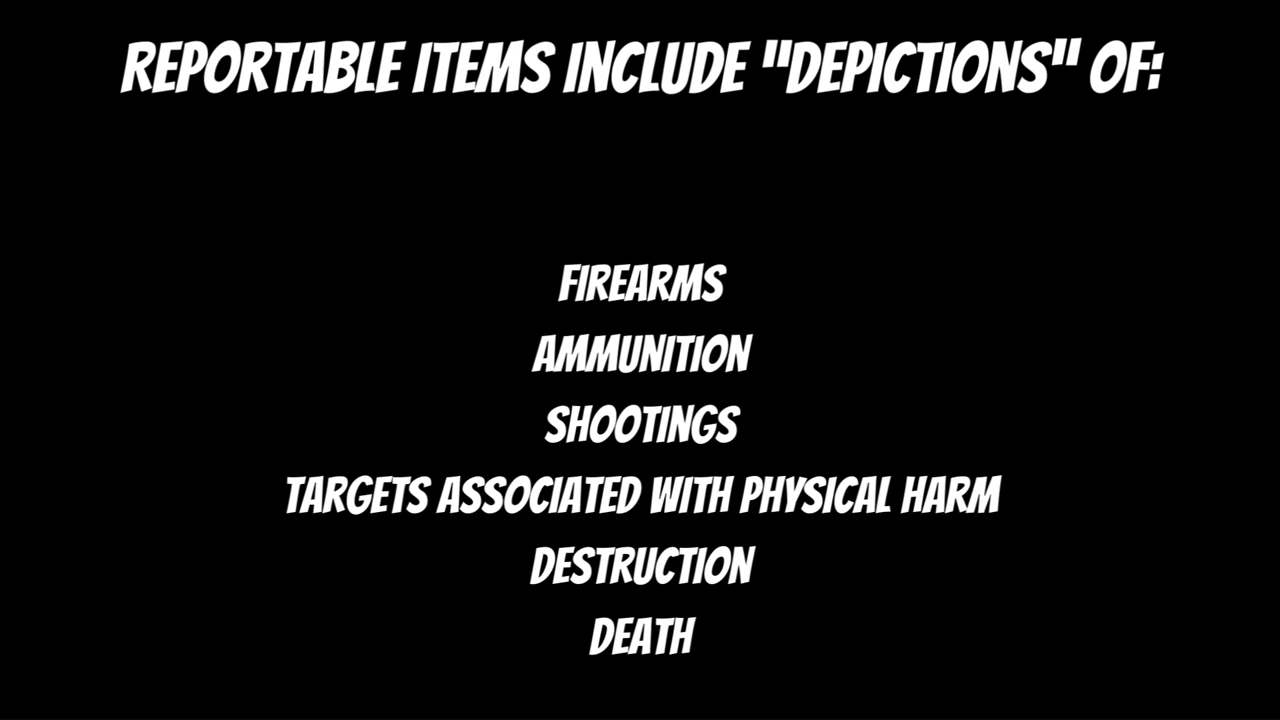 REPORTABLE ITEMS INCLUDE "DEPICTIONS" OF:
FIREARMS
AMMUNITION
SHOOTINGS
TARGETS ASSOCIATED WITH PHYSICAL HARM
DESTRUCTION
DEATH